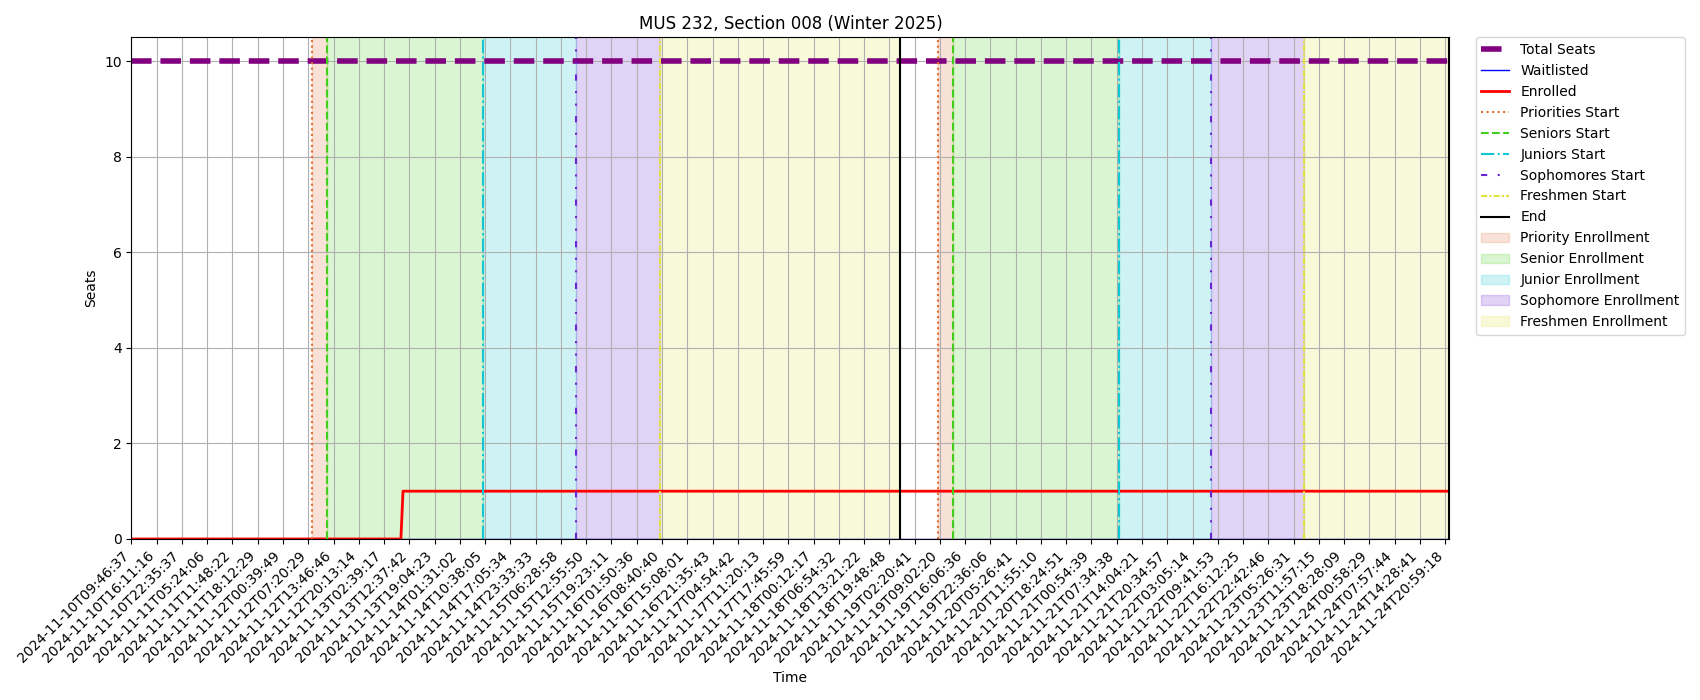 MUS 232, Section 008 (Winter 2025)
10
8
6
4
2
0
Seats
2024-11-10T09:46:37
2024-11-10T16:11:16
2024-11-10T22:35:37
2024-11-11T05:24:06
2024-11-11T11:48:22
2024-11-11T18:12:29
2024-11-12T00:39:49
2024-11-12T07:20:29
2024-11-12T13:46:46
2024-11-12T20:13:14
2024-11-13T02:39:17
2024-11-13T12:37:42
2024-11-13T19:04:23
2024-11-14T01:31:02
2024-11-14T10:38:05
2024-11-14T17:05:34
2024-11-14T23:33:33
2024-11-15T06:28:58
2024-11-15T12:55:50
2024-11-15T19:23:11
2024-11-16T01:50:36
2024-11-16T08:40:40
2024-11-16T15:08:01
2024-11-16T21:35:43
2024-11-17T04:54:42
2024-11-17T11:20:13
2024-11-17T17:45:59
2024-11-18T00:12:17
2024-11-18T06:54:32
2024-11-18T13:21:22
2024-11-18T19:48:48
2024-11-19T02:20:41
2024-11-19T09:02:20
2024-11-19T16:06:36
2024-11-19T22:36:06
2024-11-20T05:26:41
2024-11-20T11:55:10
2024-11-20T18:24:51
2024-11-21T00:54:39
2024-11-21T07:34:38
2024-11-21T14:04:21
2024-11-21T20:34:57
2024-11-22T03:05:14
2024-11-22T09:41:53
2024-11-22T16:12:25
2024-11-22T22:42:46
2024-11-23T05:26:31
2024-11-23T11:57:15
2024-11-23T18:28:09
2024-11-24T00:58:29
2024-11-24T07:57:44
2024-11-24T14:28:41
2024-11-24T20:59:18
Time
Total Seats
Waitlisted
Enrolled
Priorities Start
Seniors Start
Juniors Start
Sophomores Start
Freshmen Start
End
Priority Enrollment
Senior Enrollment
Junior Enrollment
Sophomore Enrollment
Freshmen Enrollment